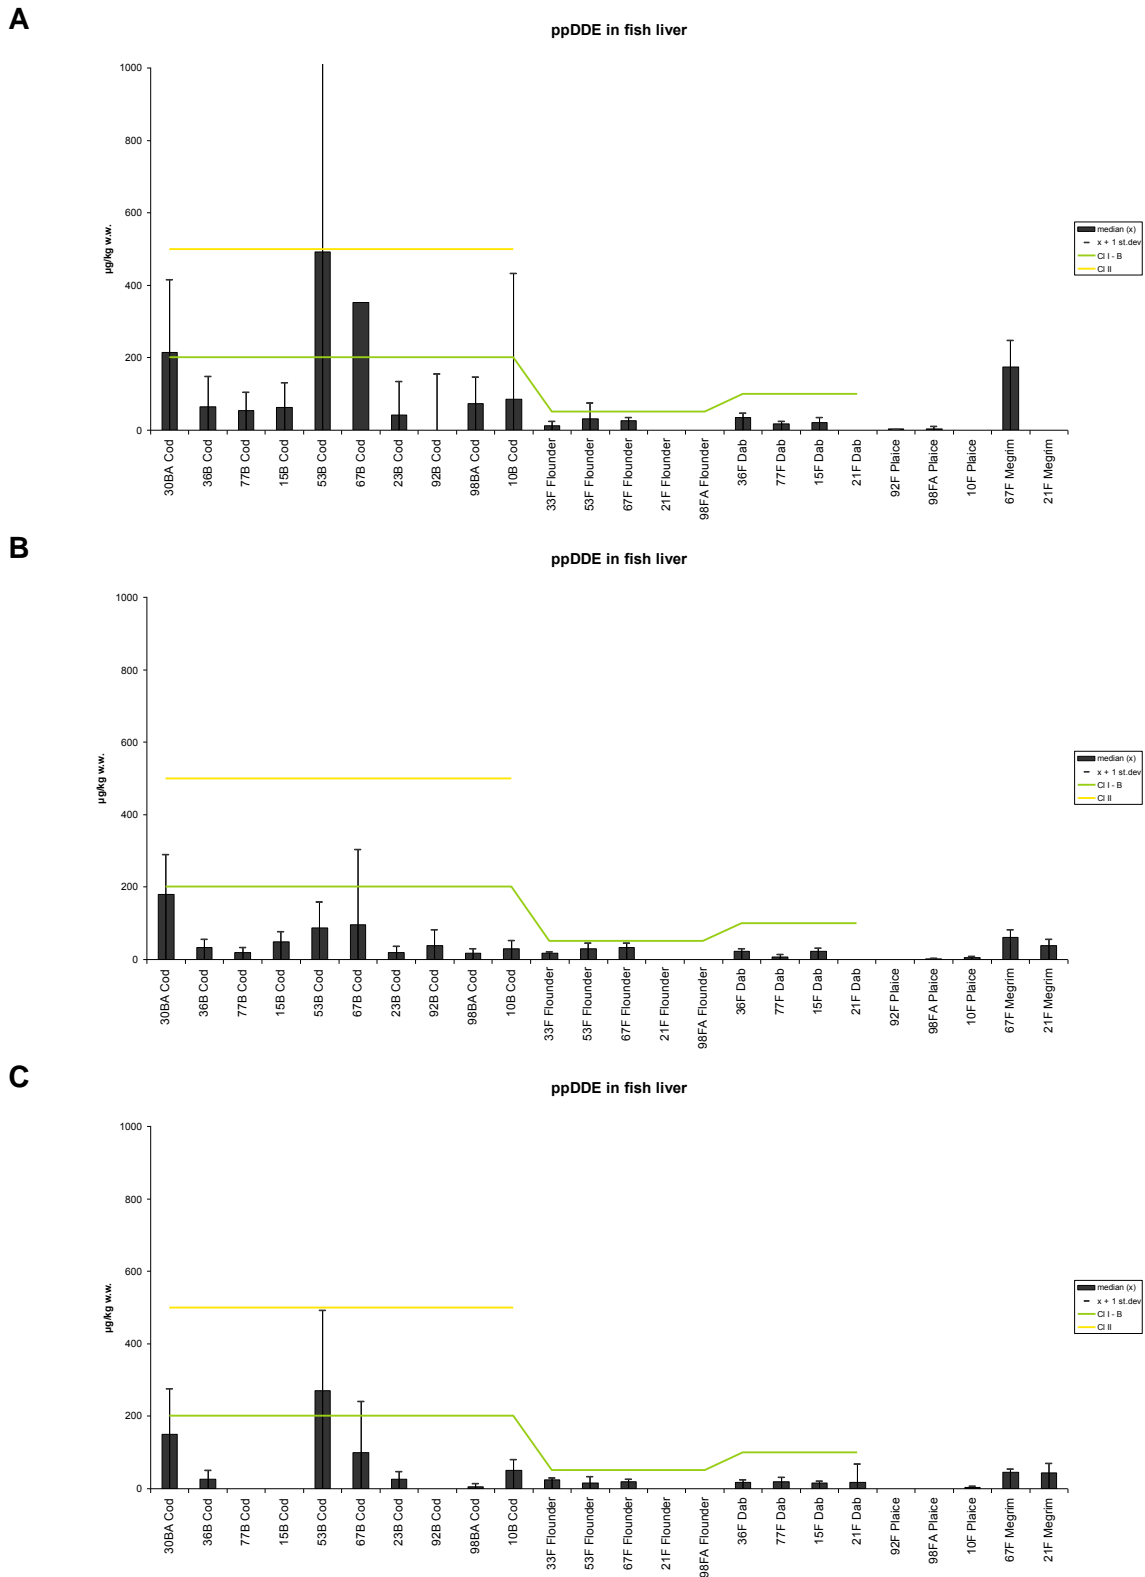 A
ppDDE in fish liver
1000
800
600
400
200
0
µg/kg w.w.
median (x)
x + 1 st.dev
Cl I - B
Cl II
30BA Cod
36B Cod
77B Cod
15B Cod
53B Cod
67B Cod
23B Cod
92B Cod
98BA Cod
10B Cod
33F Flounder
53F Flounder
67F Flounder
21F Flounder
98FA Flounder
36F Dab
77F Dab
15F Dab
21F Dab
92F Plaice
98FA Plaice
10F Plaice
67F Megrim
21F Megrim
B
ppDDE in fish liver
1000
800
600
400
200
0
µg/kg w.w.
median (x)
x + 1 st.dev
Cl I - B
Cl II
30BA Cod
36B Cod
77B Cod
15B Cod
53B Cod
67B Cod
23B Cod
92B Cod
98BA Cod
10B Cod
33F Flounder
53F Flounder
67F Flounder
21F Flounder
98FA Flounder
36F Dab
77F Dab
15F Dab
21F Dab
92F Plaice
98FA Plaice
10F Plaice
67F Megrim
21F Megrim
C
ppDDE in fish liver
1000
800
600
400
200
0
µg/kg w.w.
median (x)
x + 1 st.dev
Cl I - B
Cl II
30BA Cod
36B Cod
77B Cod
15B Cod
53B Cod
67B Cod
23B Cod
92B Cod
98BA Cod
10B Cod
33F Flounder
53F Flounder
67F Flounder
21F Flounder
98FA Flounder
36F Dab
77F Dab
15F Dab
21F Dab
92F Plaice
98FA Plaice
10F Plaice
67F Megrim
21F Megrim